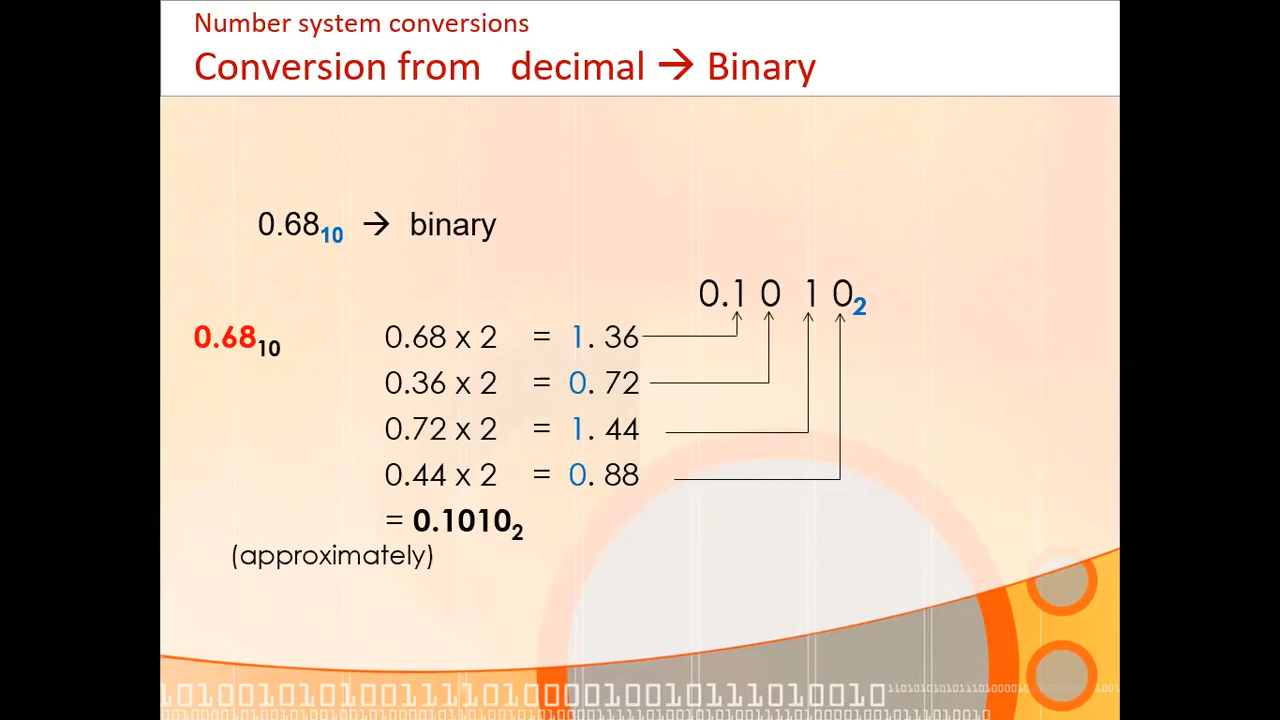 Number system conversions
Conversion from decimal → Binary
0.68₁₀ → binary
0.1 0 1 0₂
0.68₁₀ 0.68 x 2 = 1. 36
0.36 x 2 = 0. 72
0.72 x 2 = 1. 44
0.44 x 2 = 0. 88
= 0.1010₂
(approximately)